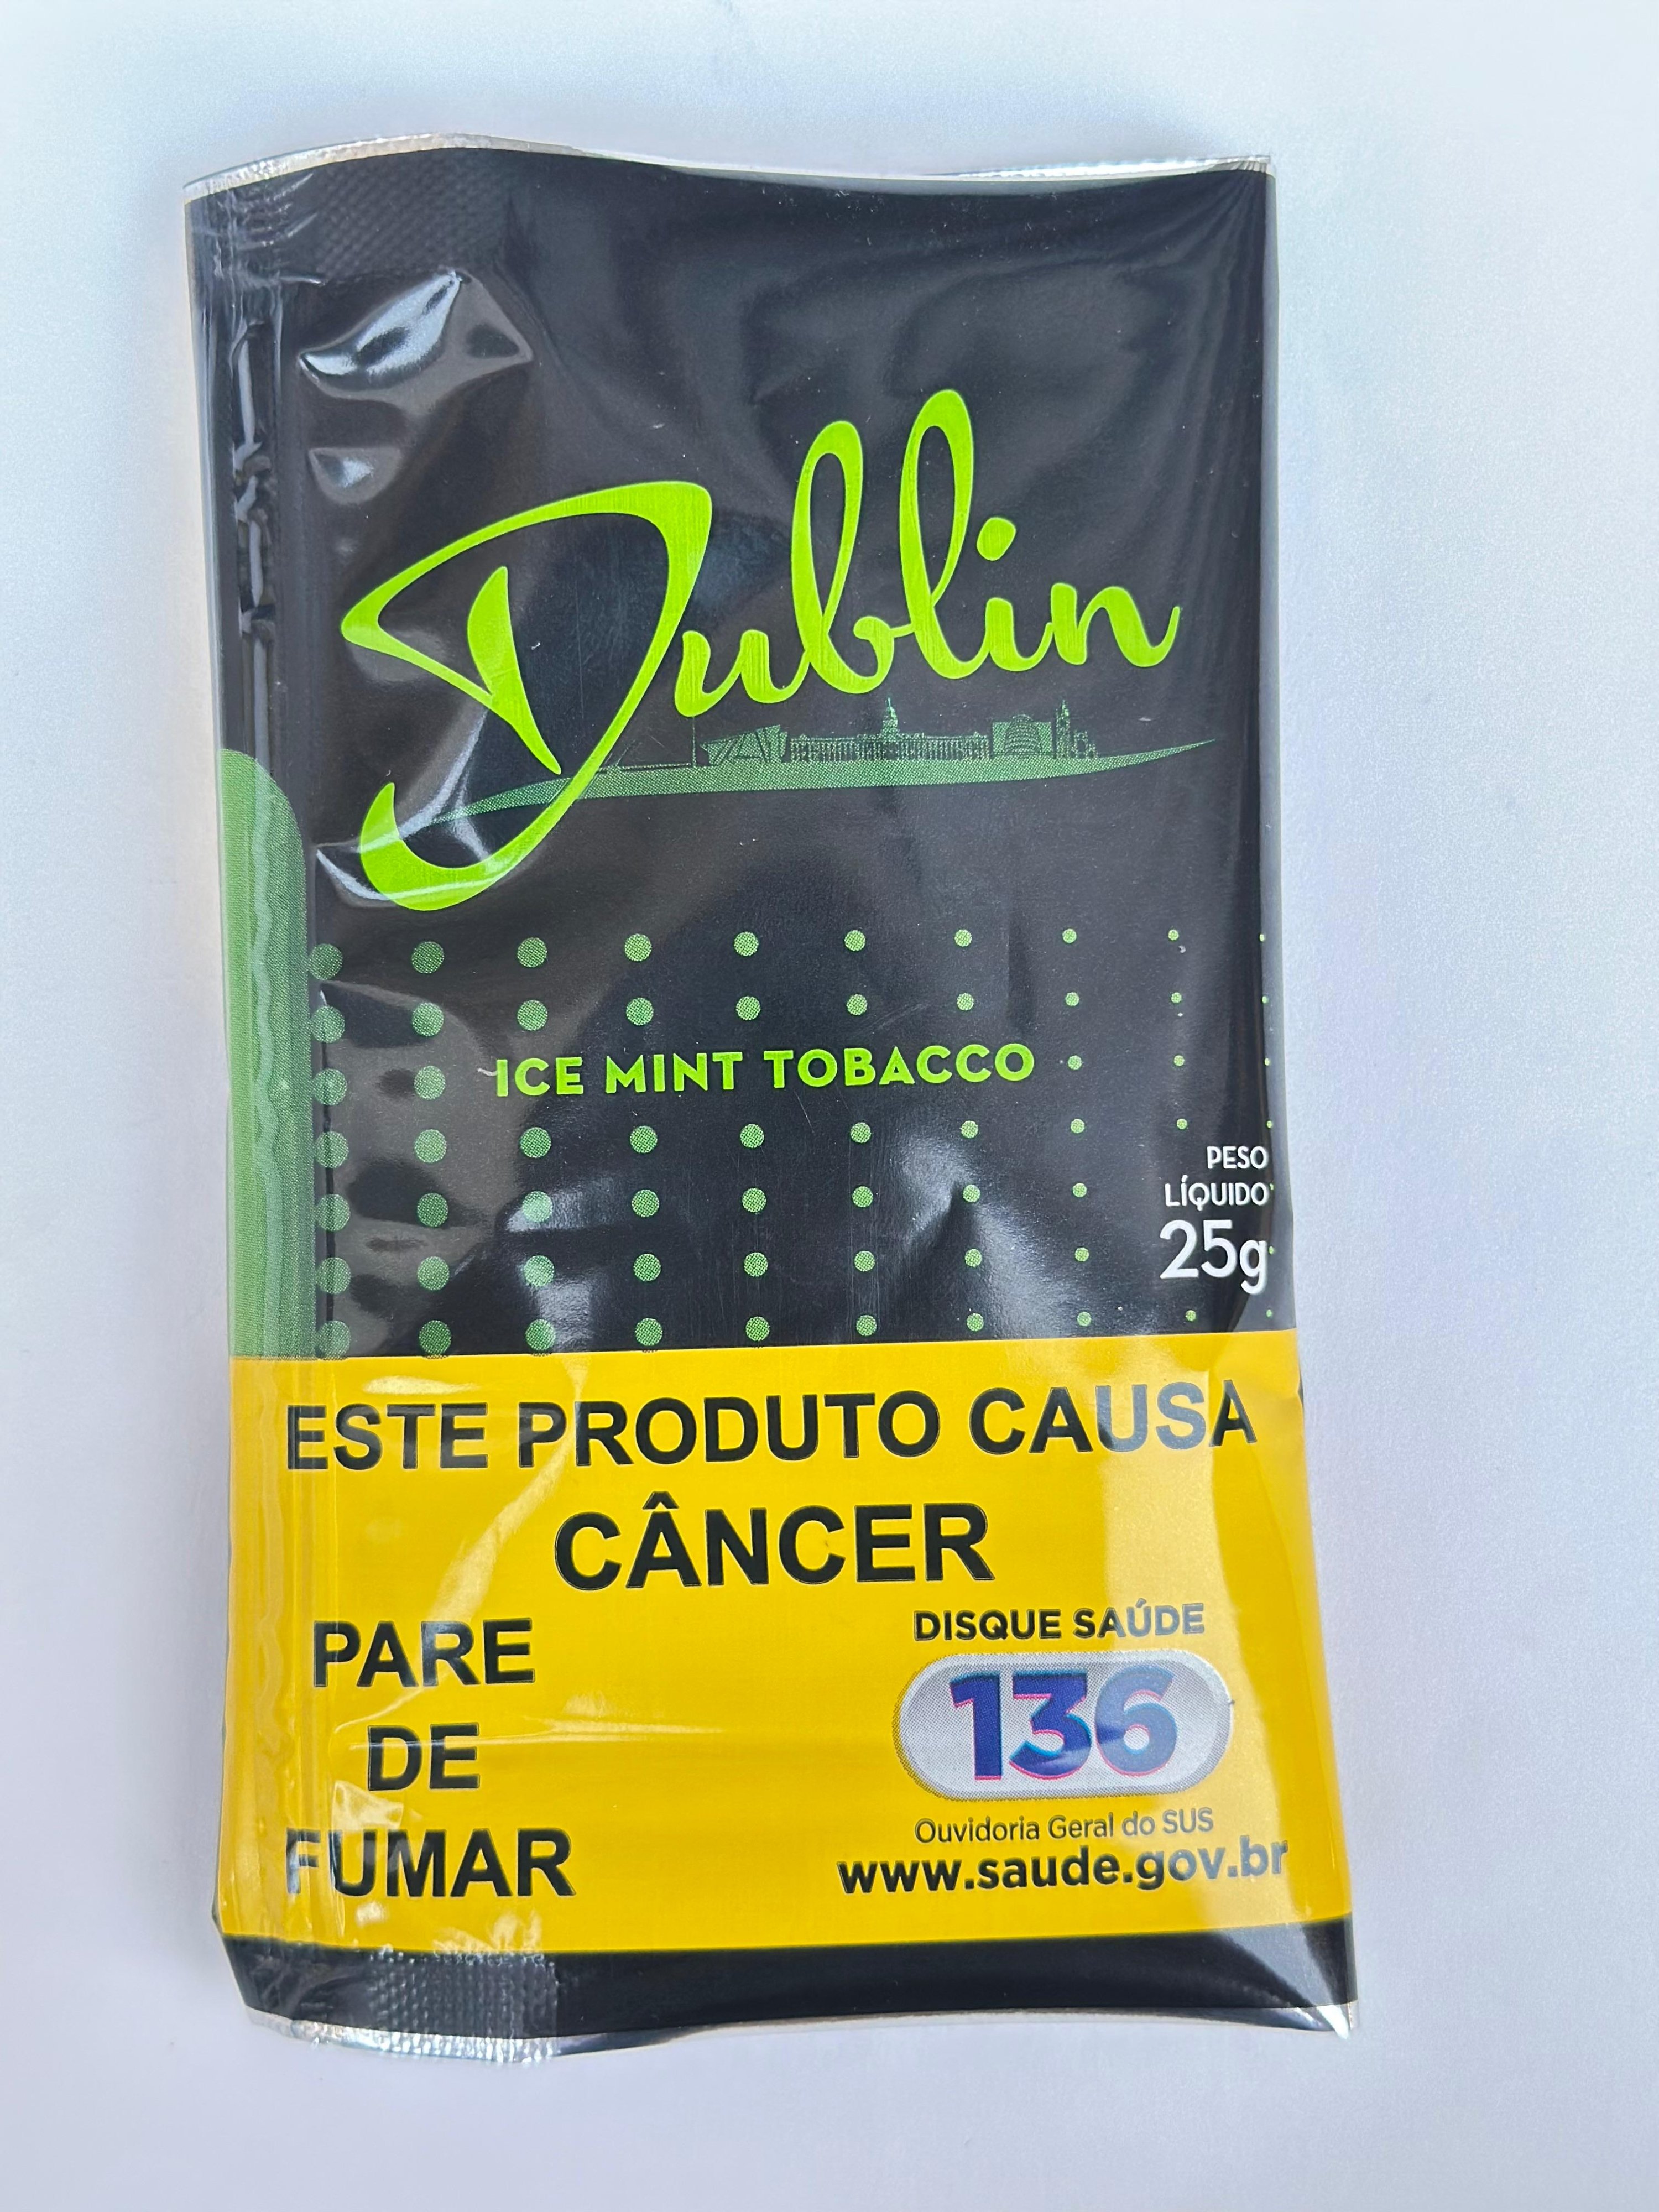 Dublin
ICE MINT TOBACCO
PESO
LÍQUIDO
25g
ESTE PRODUTO CAUSA
CÂNCER
PARE
DE
FUMAR
DISQUE SAÚDE
136
Ouvidoria Geral do SUS
www.saude.gov.br